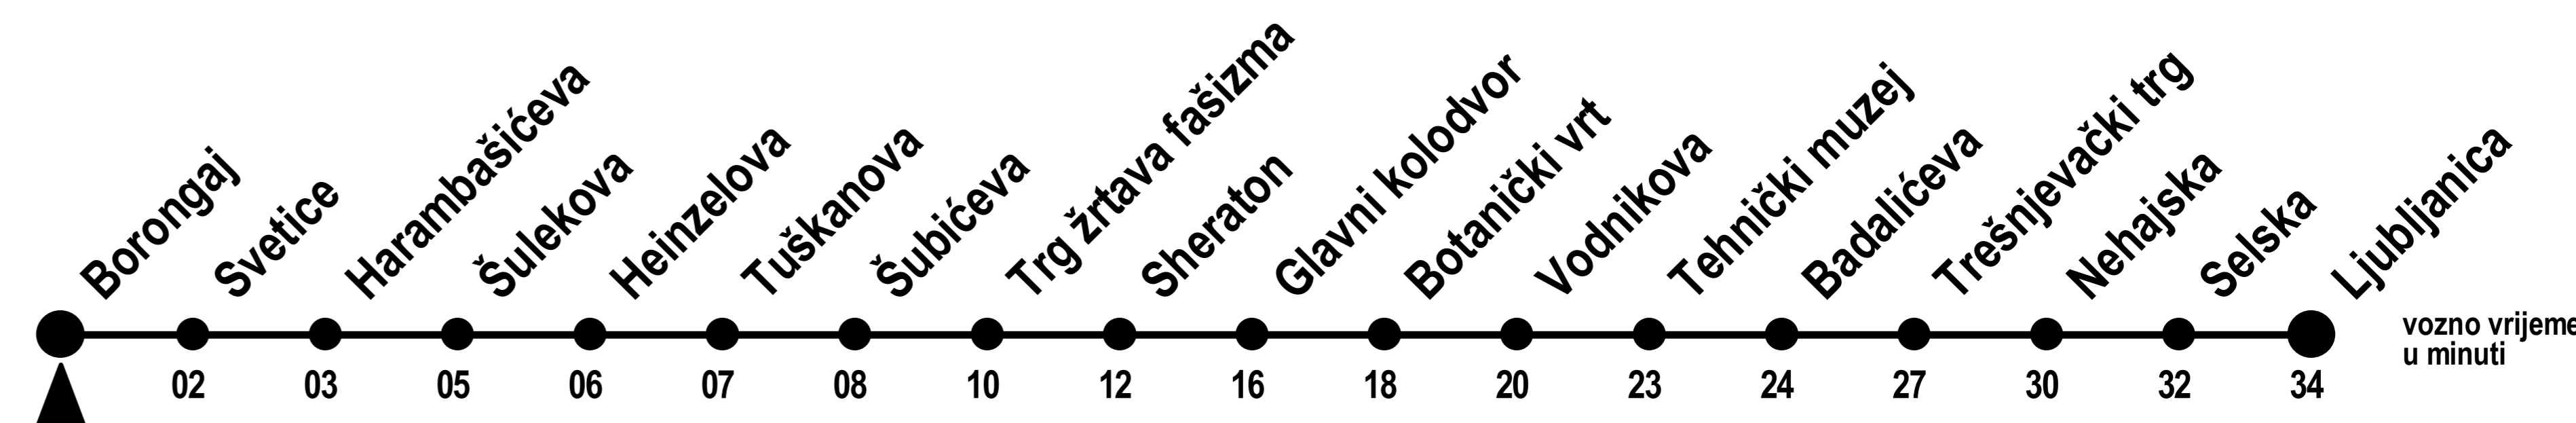 Borongaj
Svetice
Harambašićeva
Šulekova
Heinzelova
Tuškanova
Šubićeva
Trg žrtava fašizma
Sheraton
Glavni kolodvor
Botanički vrt
Vodnikova
Tehnički muzej
Badalićeva
Trešnjevački trg
Nehajska
Selska
Ljubljanica
02 03 05 06 07 08 10 12 16 18 20 23 24 27 30 32 34
vozno vrijeme
u minuti